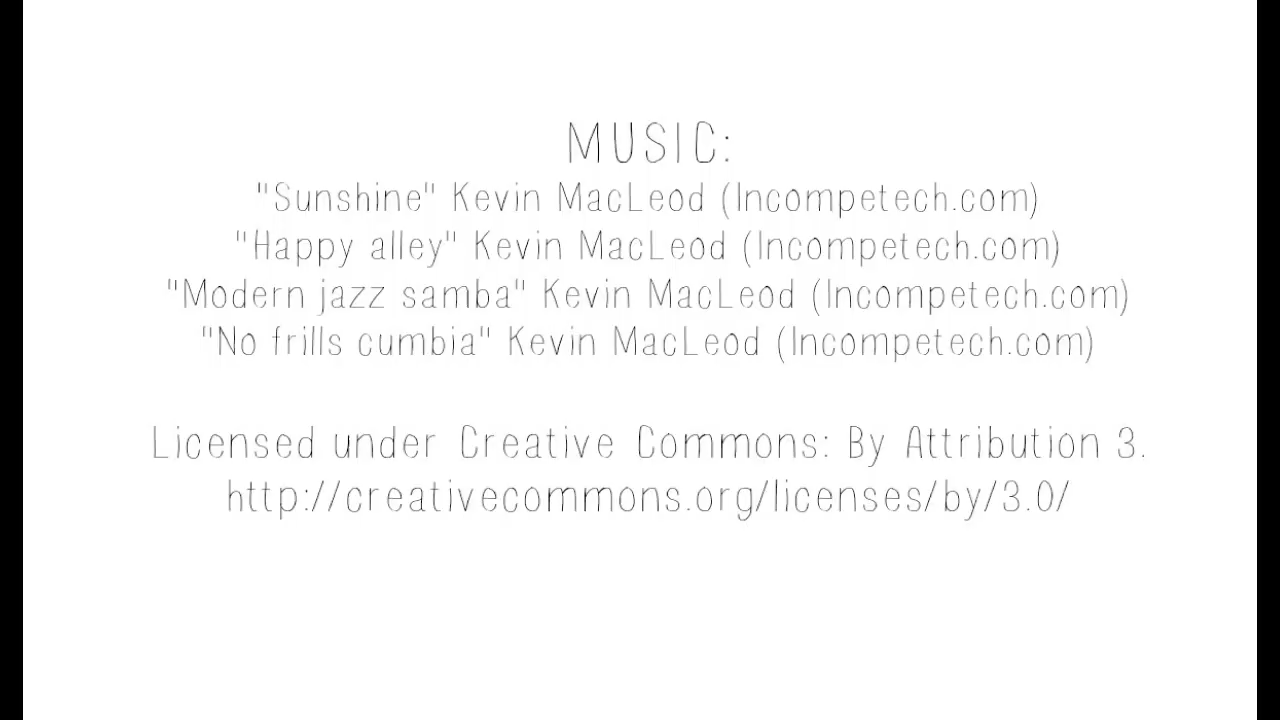 MUSIC:
"Sunshine" Kevin MacLeod (Incompetech.com)
"Happy alley" Kevin MacLeod (Incompetech.com)
"Modern jazz samba" Kevin MacLeod (Incompetech.com)
"No frills cumbia" Kevin MacLeod (Incompetech.com)
Licensed under Creative Commons: By Attribution 3.
http://creativecommons.org/licenses/by/3.0/